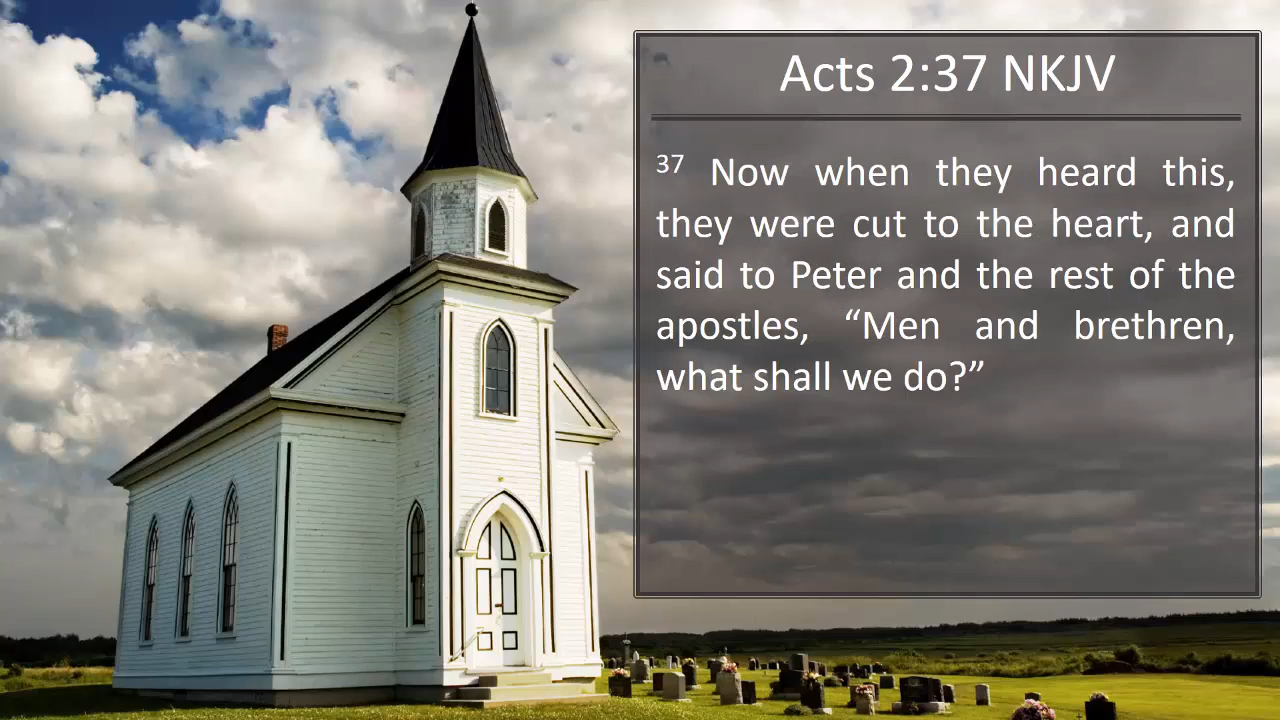 Acts 2:37 NKJV
37 Now when they heard this,
they were cut to the heart, and
said to Peter and the rest of the
apostles, “Men and brethren,
what shall we do?”